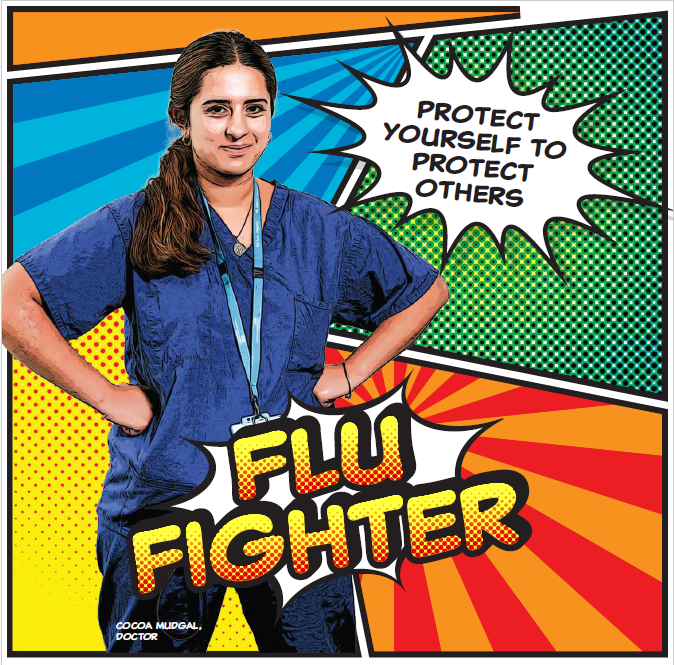 PROTECT
YOURSELF TO
PROTECT
OTHERS
FLU
FIGHTER
COCOA MUDGAL,
DOCTOR